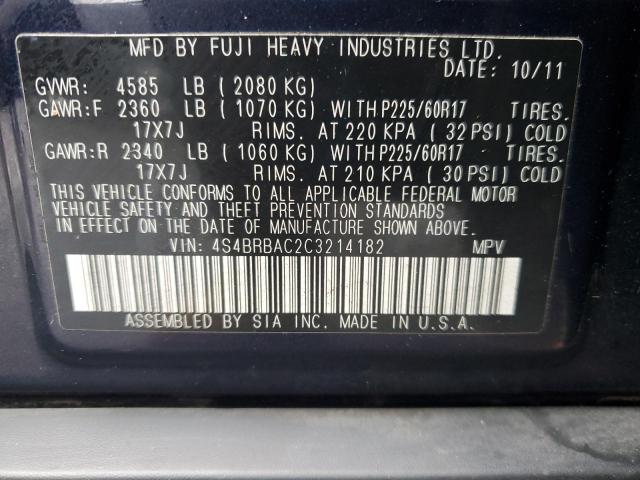 MFD BY FUJI HEAVY INDUSTRIES LTD.
DATE: 10/11
GVWR: 4585 LB (2080 KG)
GAWR:F 2360 LB (1070 KG) WITH P225/60R17 TIRES.
17X7J RIMS. AT 220 KPA (32 PSI) COLD
GAWR:R 2340 LB (1060 KG) WITH P225/60R17 TIRES.
17X7J RIMS. AT 210 KPA (30 PSI) COLD
THIS VEHICLE CONFORMS TO ALL APPLICABLE FEDERAL MOTOR
VEHICLE SAFETY AND THEFT PREVENTION STANDARDS
IN EFFECT ON THE DATE OF MANUFACTURE SHOWN ABOVE.
VIN: 4S4BRBAC2C3214182 MPV
ASSEMBLED BY SIA INC. MADE IN U.S.A.